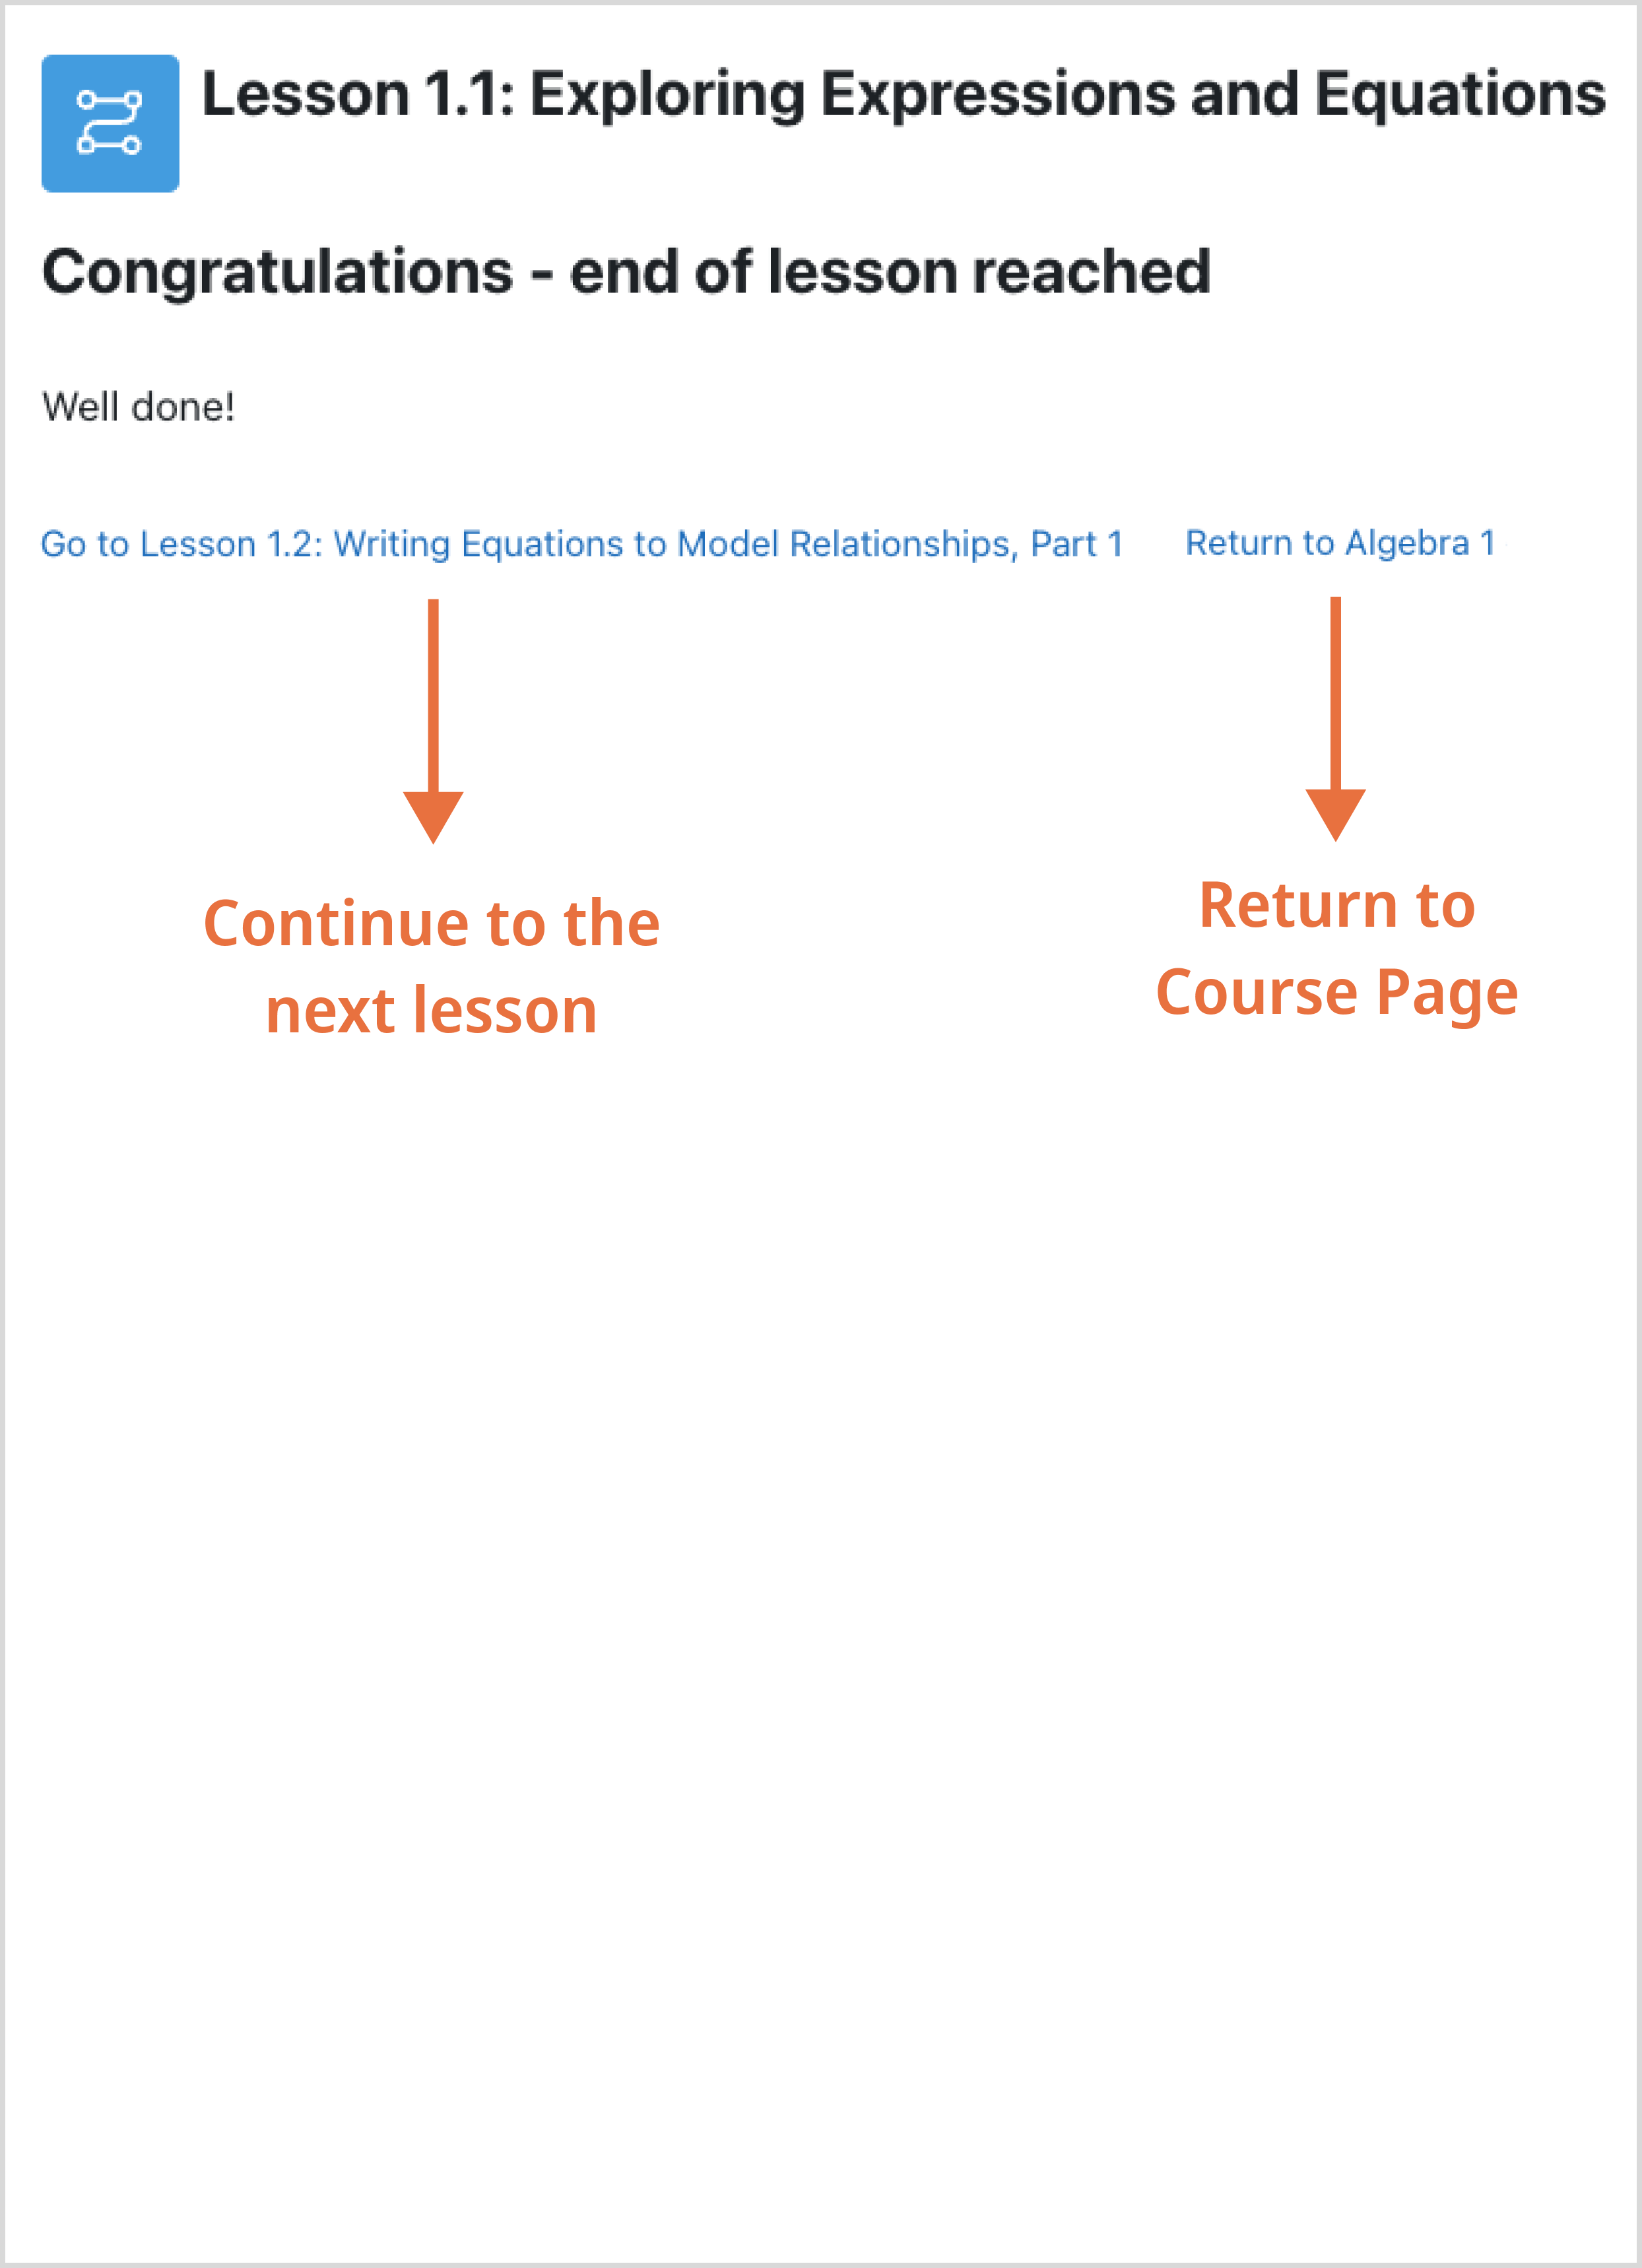 Lesson 1.1: Exploring Expressions and Equations
Congratulations - end of lesson reached
Well done!
Go to Lesson 1.2: Writing Equations to Model Relationships, Part 1
Return to Algebra 1
Continue to the
next lesson
Return to
Course Page